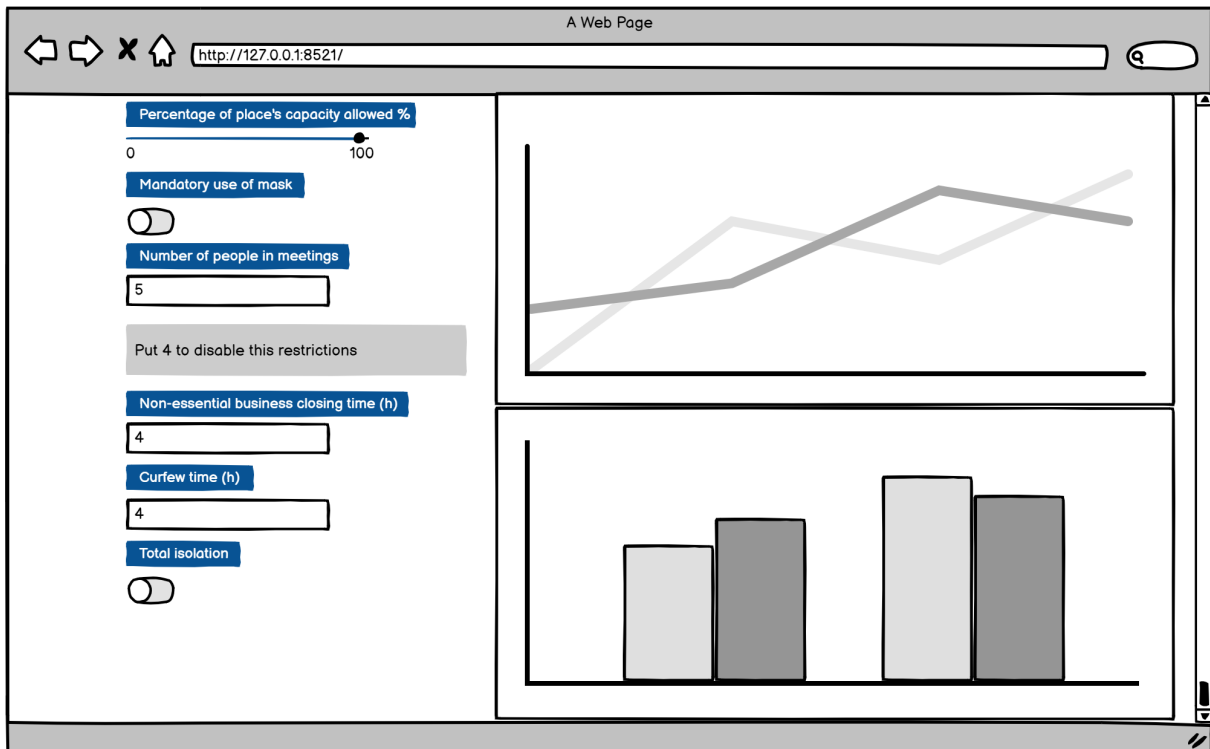 A Web Page
http://127.0.0.1:8521/
Percentage of place's capacity allowed %
0 100
Mandatory use of mask
Number of people in meetings
5
Put 4 to disable this restrictions
Non-essential business closing time (h)
4
Curfew time (h)
4
Total isolation